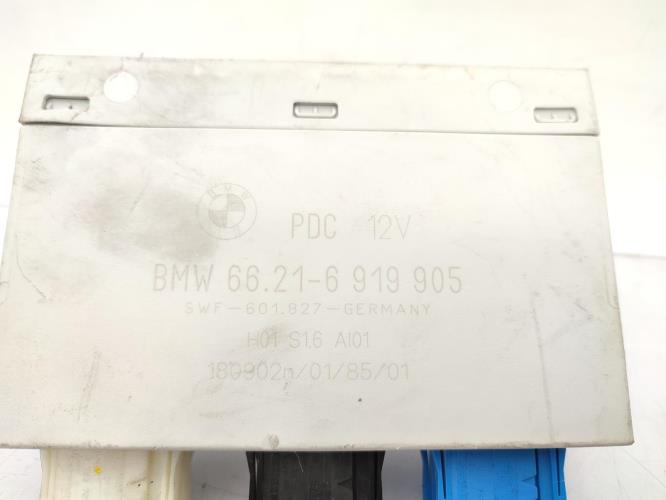 BMW
PDC 12V
BMW 66.21-6 919 905
SWF-601.827-GERMANY
H01 S1.6 AI01
180902n/01/85/01